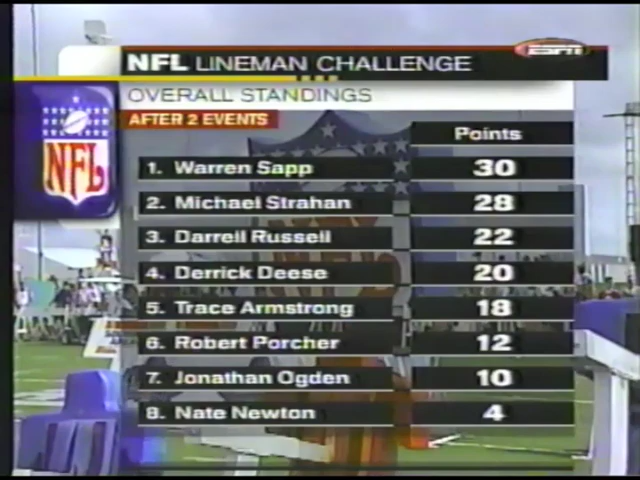 NFL LINEMAN CHALLENGE
ESPN
OVERALL STANDINGS
AFTER 2 EVENTS
Points
NFL
1. Warren Sapp 30
2. Michael Strahan 28
3. Darrell Russell 22
4. Derrick Deese 20
5. Trace Armstrong 18
6. Robert Porcher 12
7. Jonathan Ogden 10
8. Nate Newton 4